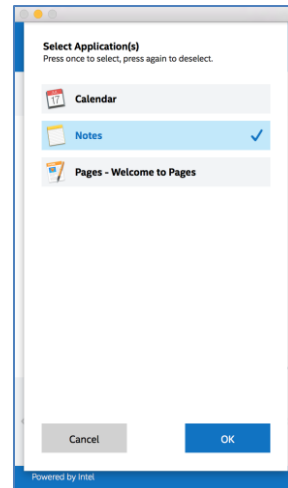 Select Application(s)
Press once to select, press again to deselect.
17 Calendar
Notes
Pages - Welcome to Pages
Cancel OK
Powered by Intel